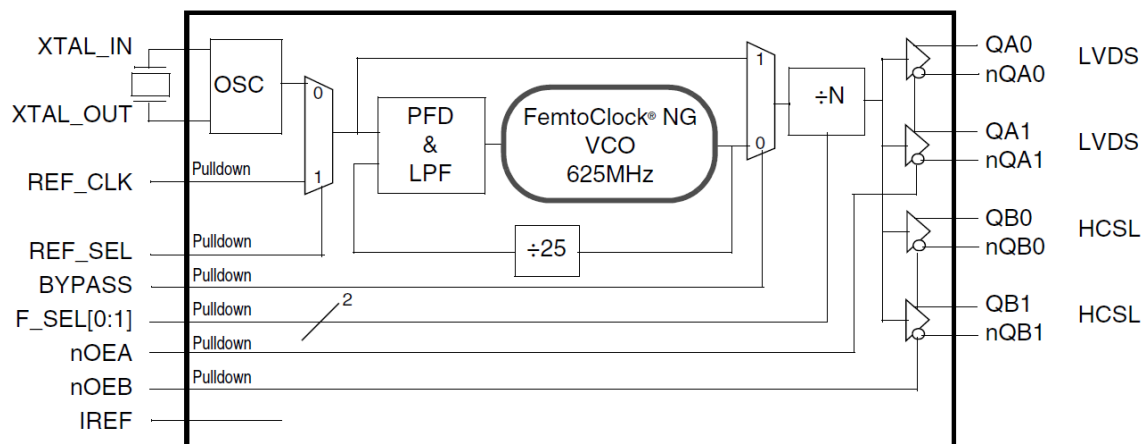 XTAL_IN
OSC
XTAL_OUT
0
1
PFD
&
LPF
FemtoClock® NG
VCO
625MHz
1
0
÷N
÷25
QA0
nQA0
LVDS
QA1
nQA1
LVDS
QB0
nQB0
HCSL
QB1
nQB1
HCSL
REF_CLK Pulldown
REF_SEL Pulldown
BYPASS Pulldown
F_SEL[0:1] Pulldown
2
nOEA Pulldown
nOEB Pulldown
IREF